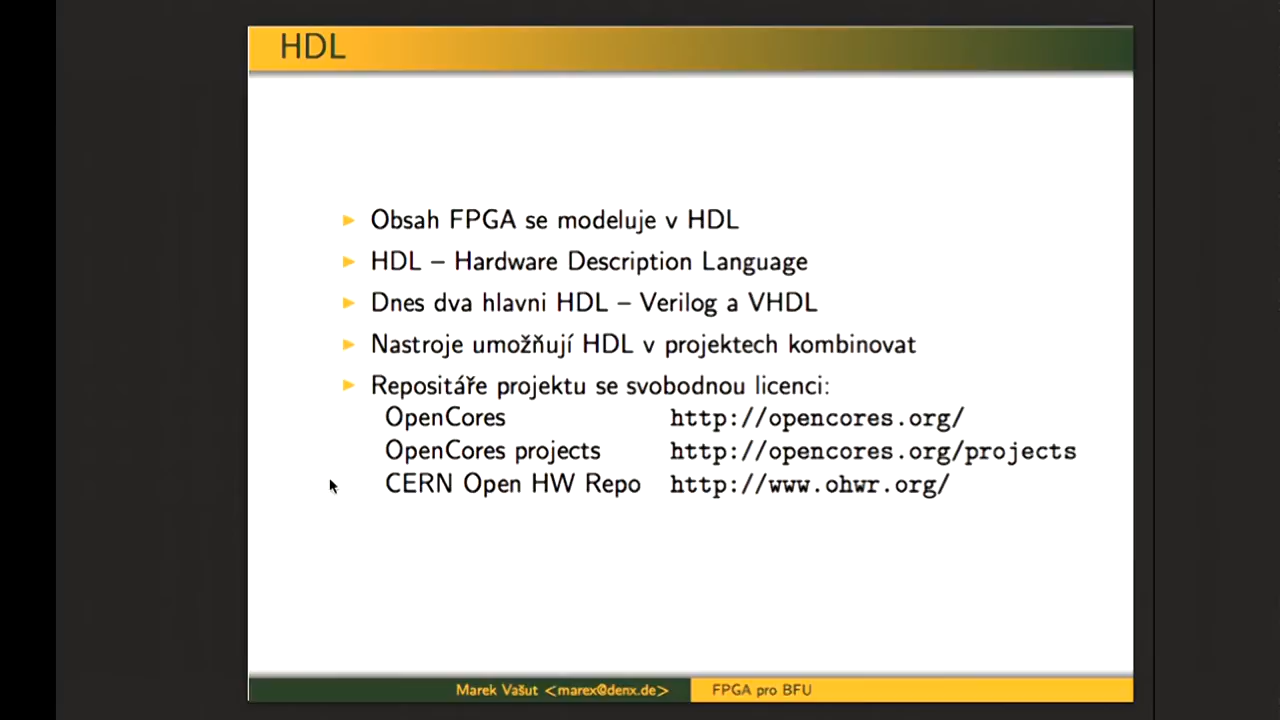 HDL
Obsah FPGA se modeluje v HDL
HDL – Hardware Description Language
Dnes dva hlavni HDL – Verilog a VHDL
Nastroje umožňují HDL v projektech kombinovat
Repositáře projektu se svobodnou licenci:
OpenCores http://opencores.org/
OpenCores projects http://opencores.org/projects
CERN Open HW Repo http://www.ohwr.org/
Marek Vašut <marex@denx.de> FPGA pro BFU